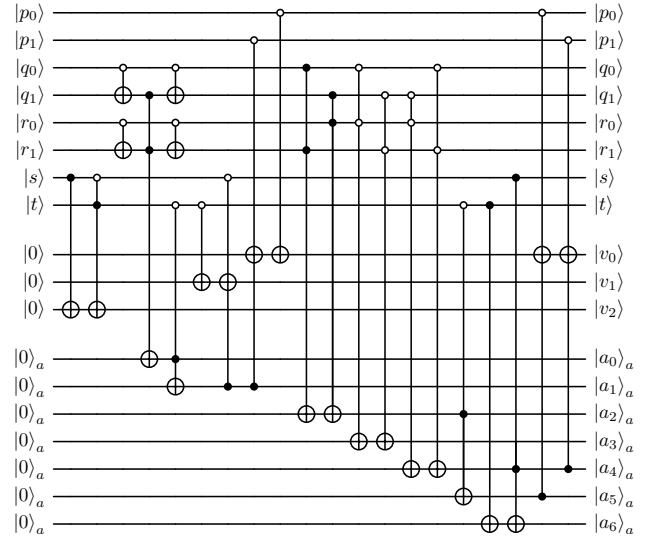 |p₀⟩ |p₀⟩
|p₁⟩ |p₁⟩
|q₀⟩ |q₀⟩
|q₁⟩ |q₁⟩
|r₀⟩ |r₀⟩
|r₁⟩ |r₁⟩
|s⟩ |s⟩
|t⟩ |t⟩
|0⟩ |v₀⟩
|0⟩ |v₁⟩
|0⟩ |v₂⟩
|0⟩ₐ |a₀⟩ₐ
|0⟩ₐ |a₁⟩ₐ
|0⟩ₐ |a₂⟩ₐ
|0⟩ₐ |a₃⟩ₐ
|0⟩ₐ |a₄⟩ₐ
|0⟩ₐ |a₅⟩ₐ
|0⟩ₐ |a₆⟩ₐ